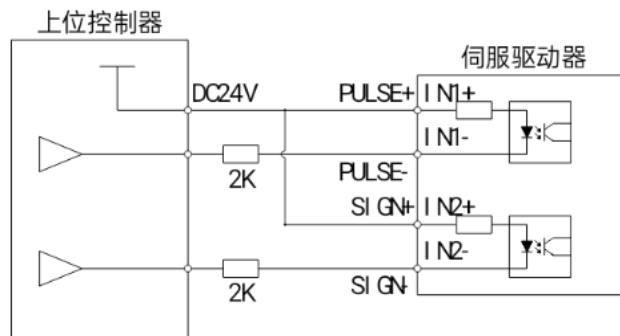 上位控制器
伺服驱动器
DC24V
PULSE+
IN1+
IN1-
2K
PULSE-
SIGN+
IN2+
IN2-
2K
SIGN-